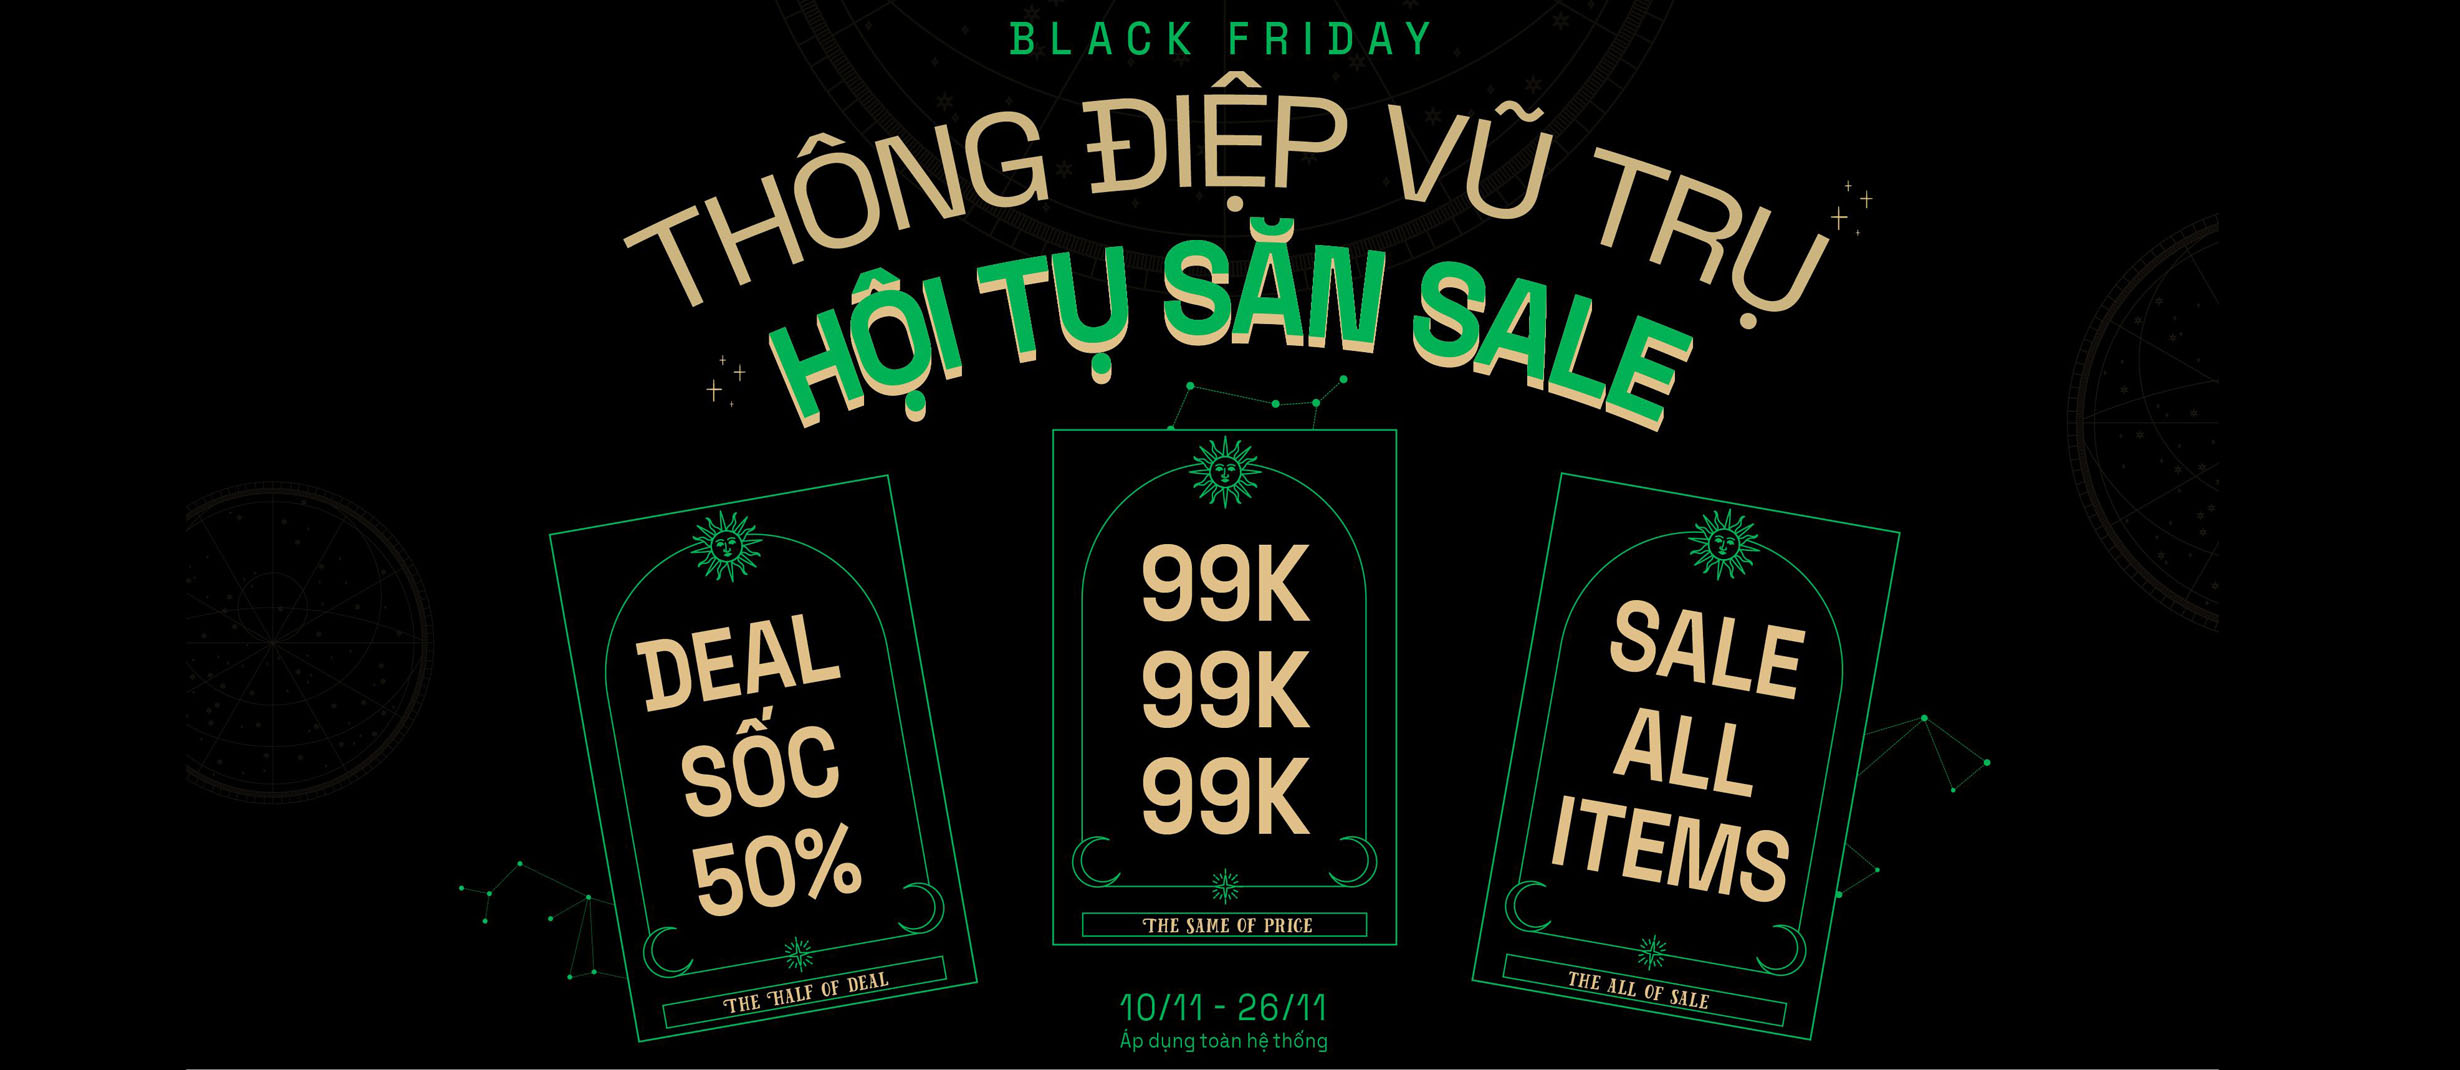 BLACK FRIDAY
THÔNG ĐIỆP VŨ TRỤ
HỘI TỤ SĂN SALE
DEAL
SỐC
50%
THE HALF OF DEAL
99K
99K
99K
THE SAME OF PRICE
SALE
ALL
ITEMS
THE ALL OF SALE
10/11 - 26/11
Áp dụng toàn hệ thống